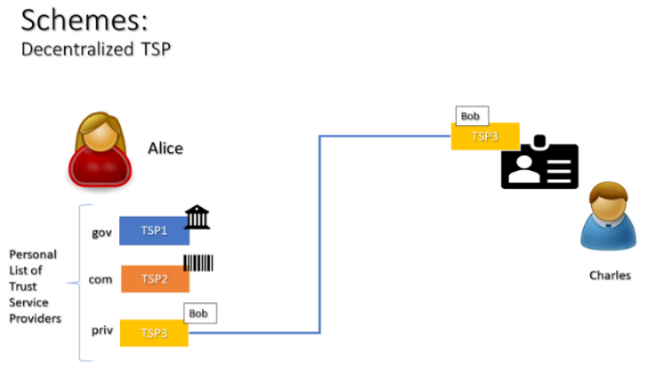 Schemes:
Decentralized TSP
Bob
TSP3
Alice
Charles
Personal
List of
Trust
Service
Providers
gov
TSP1
com
TSP2
Bob
priv
TSP3